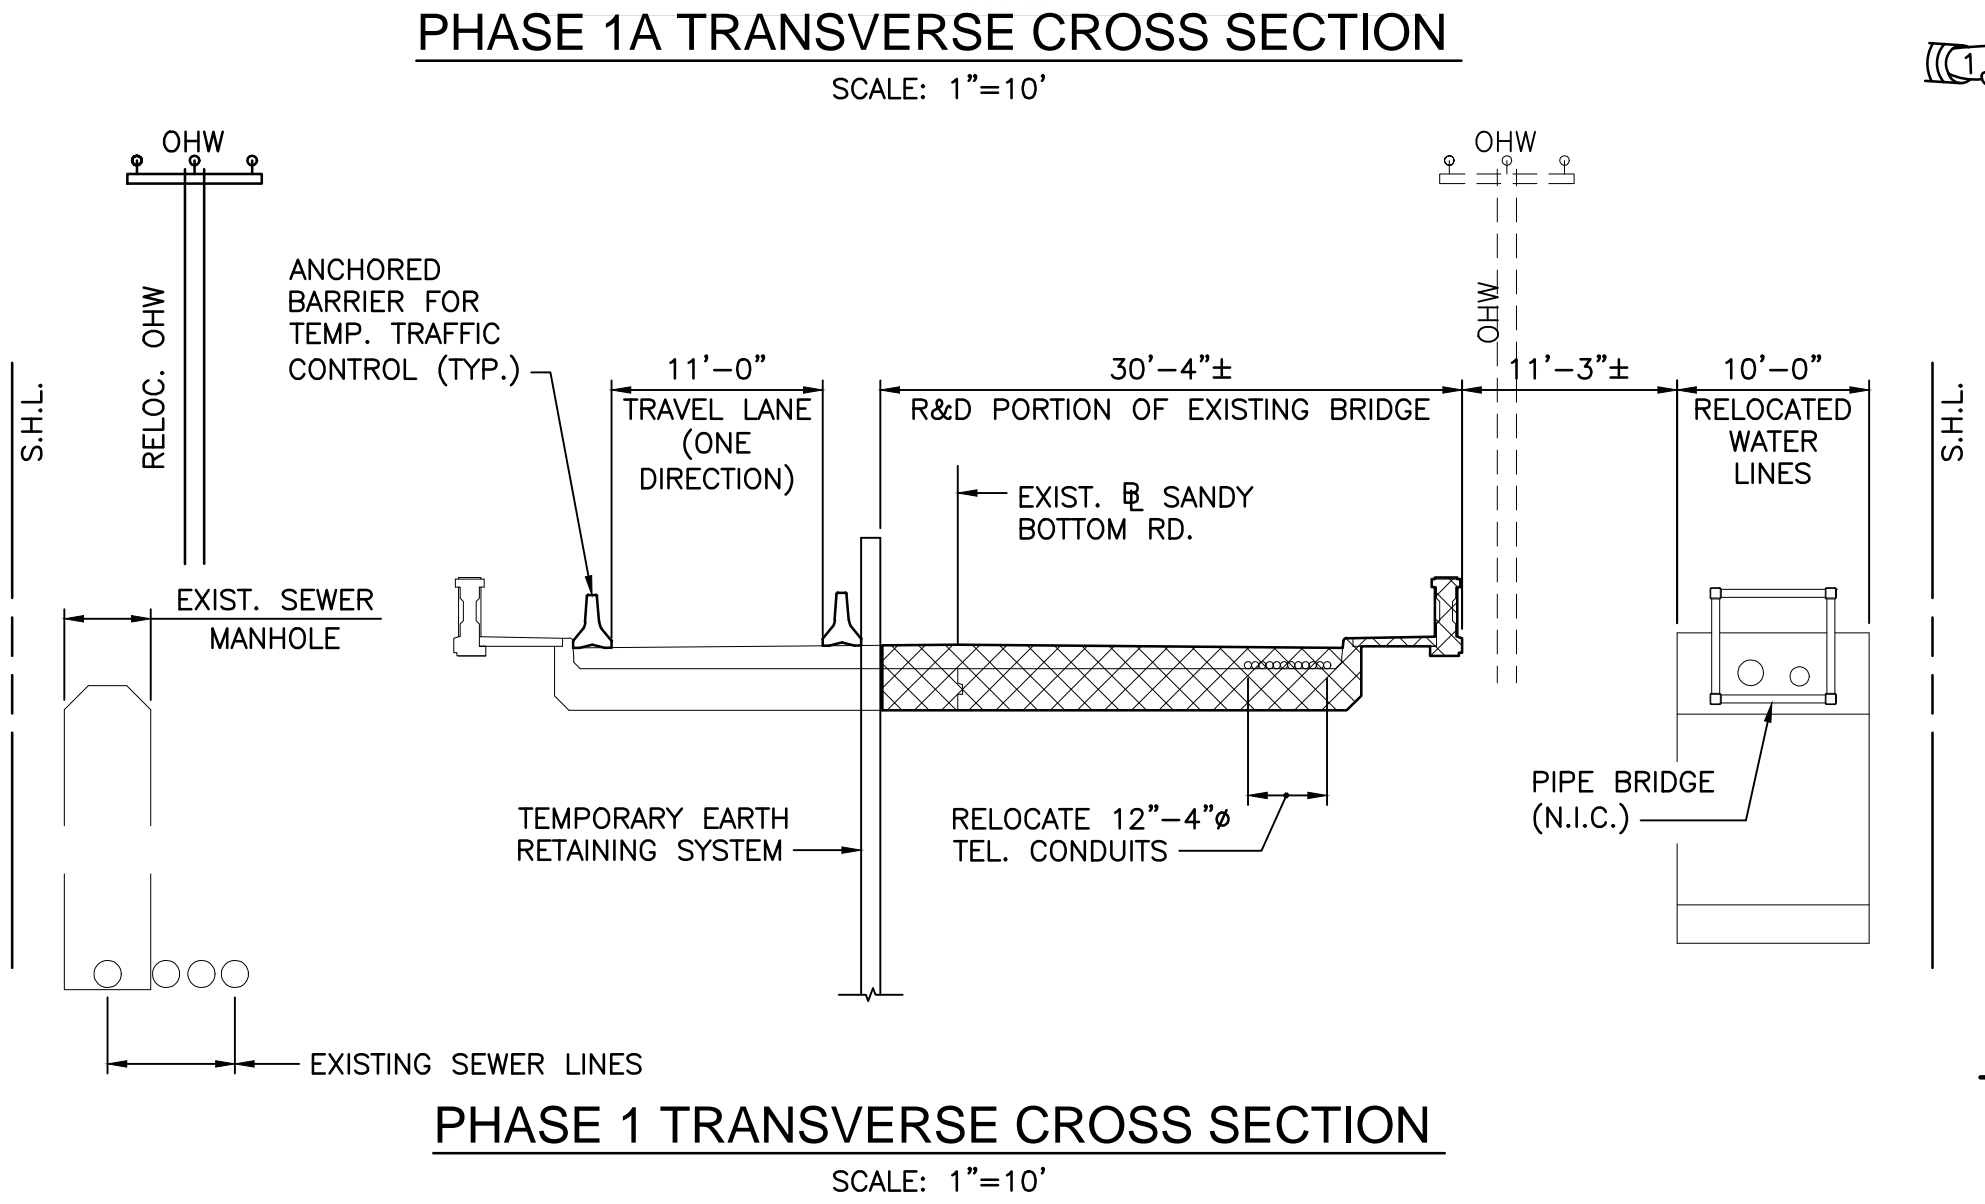 PHASE 1A TRANSVERSE CROSS SECTION
SCALE: 1”=10’
1
OHW
OHW
RELOC. OHW
OHW
ANCHORED
BARRIER FOR
TEMP. TRAFFIC
CONTROL (TYP.)
S.H.L.
S.H.L.
11’-0”
TRAVEL LANE
(ONE
DIRECTION)
30’-4”±
R&D PORTION OF EXISTING BRIDGE
11’-3”±
10’-0”
RELOCATED
WATER
LINES
EXIST. ⅊ SANDY
BOTTOM RD.
EXIST. SEWER
MANHOLE
TEMPORARY EARTH
RETAINING SYSTEM
RELOCATE 12”-4”ø
TEL. CONDUITS
PIPE BRIDGE
(N.I.C.)
EXISTING SEWER LINES
PHASE 1 TRANSVERSE CROSS SECTION
SCALE: 1”=10’